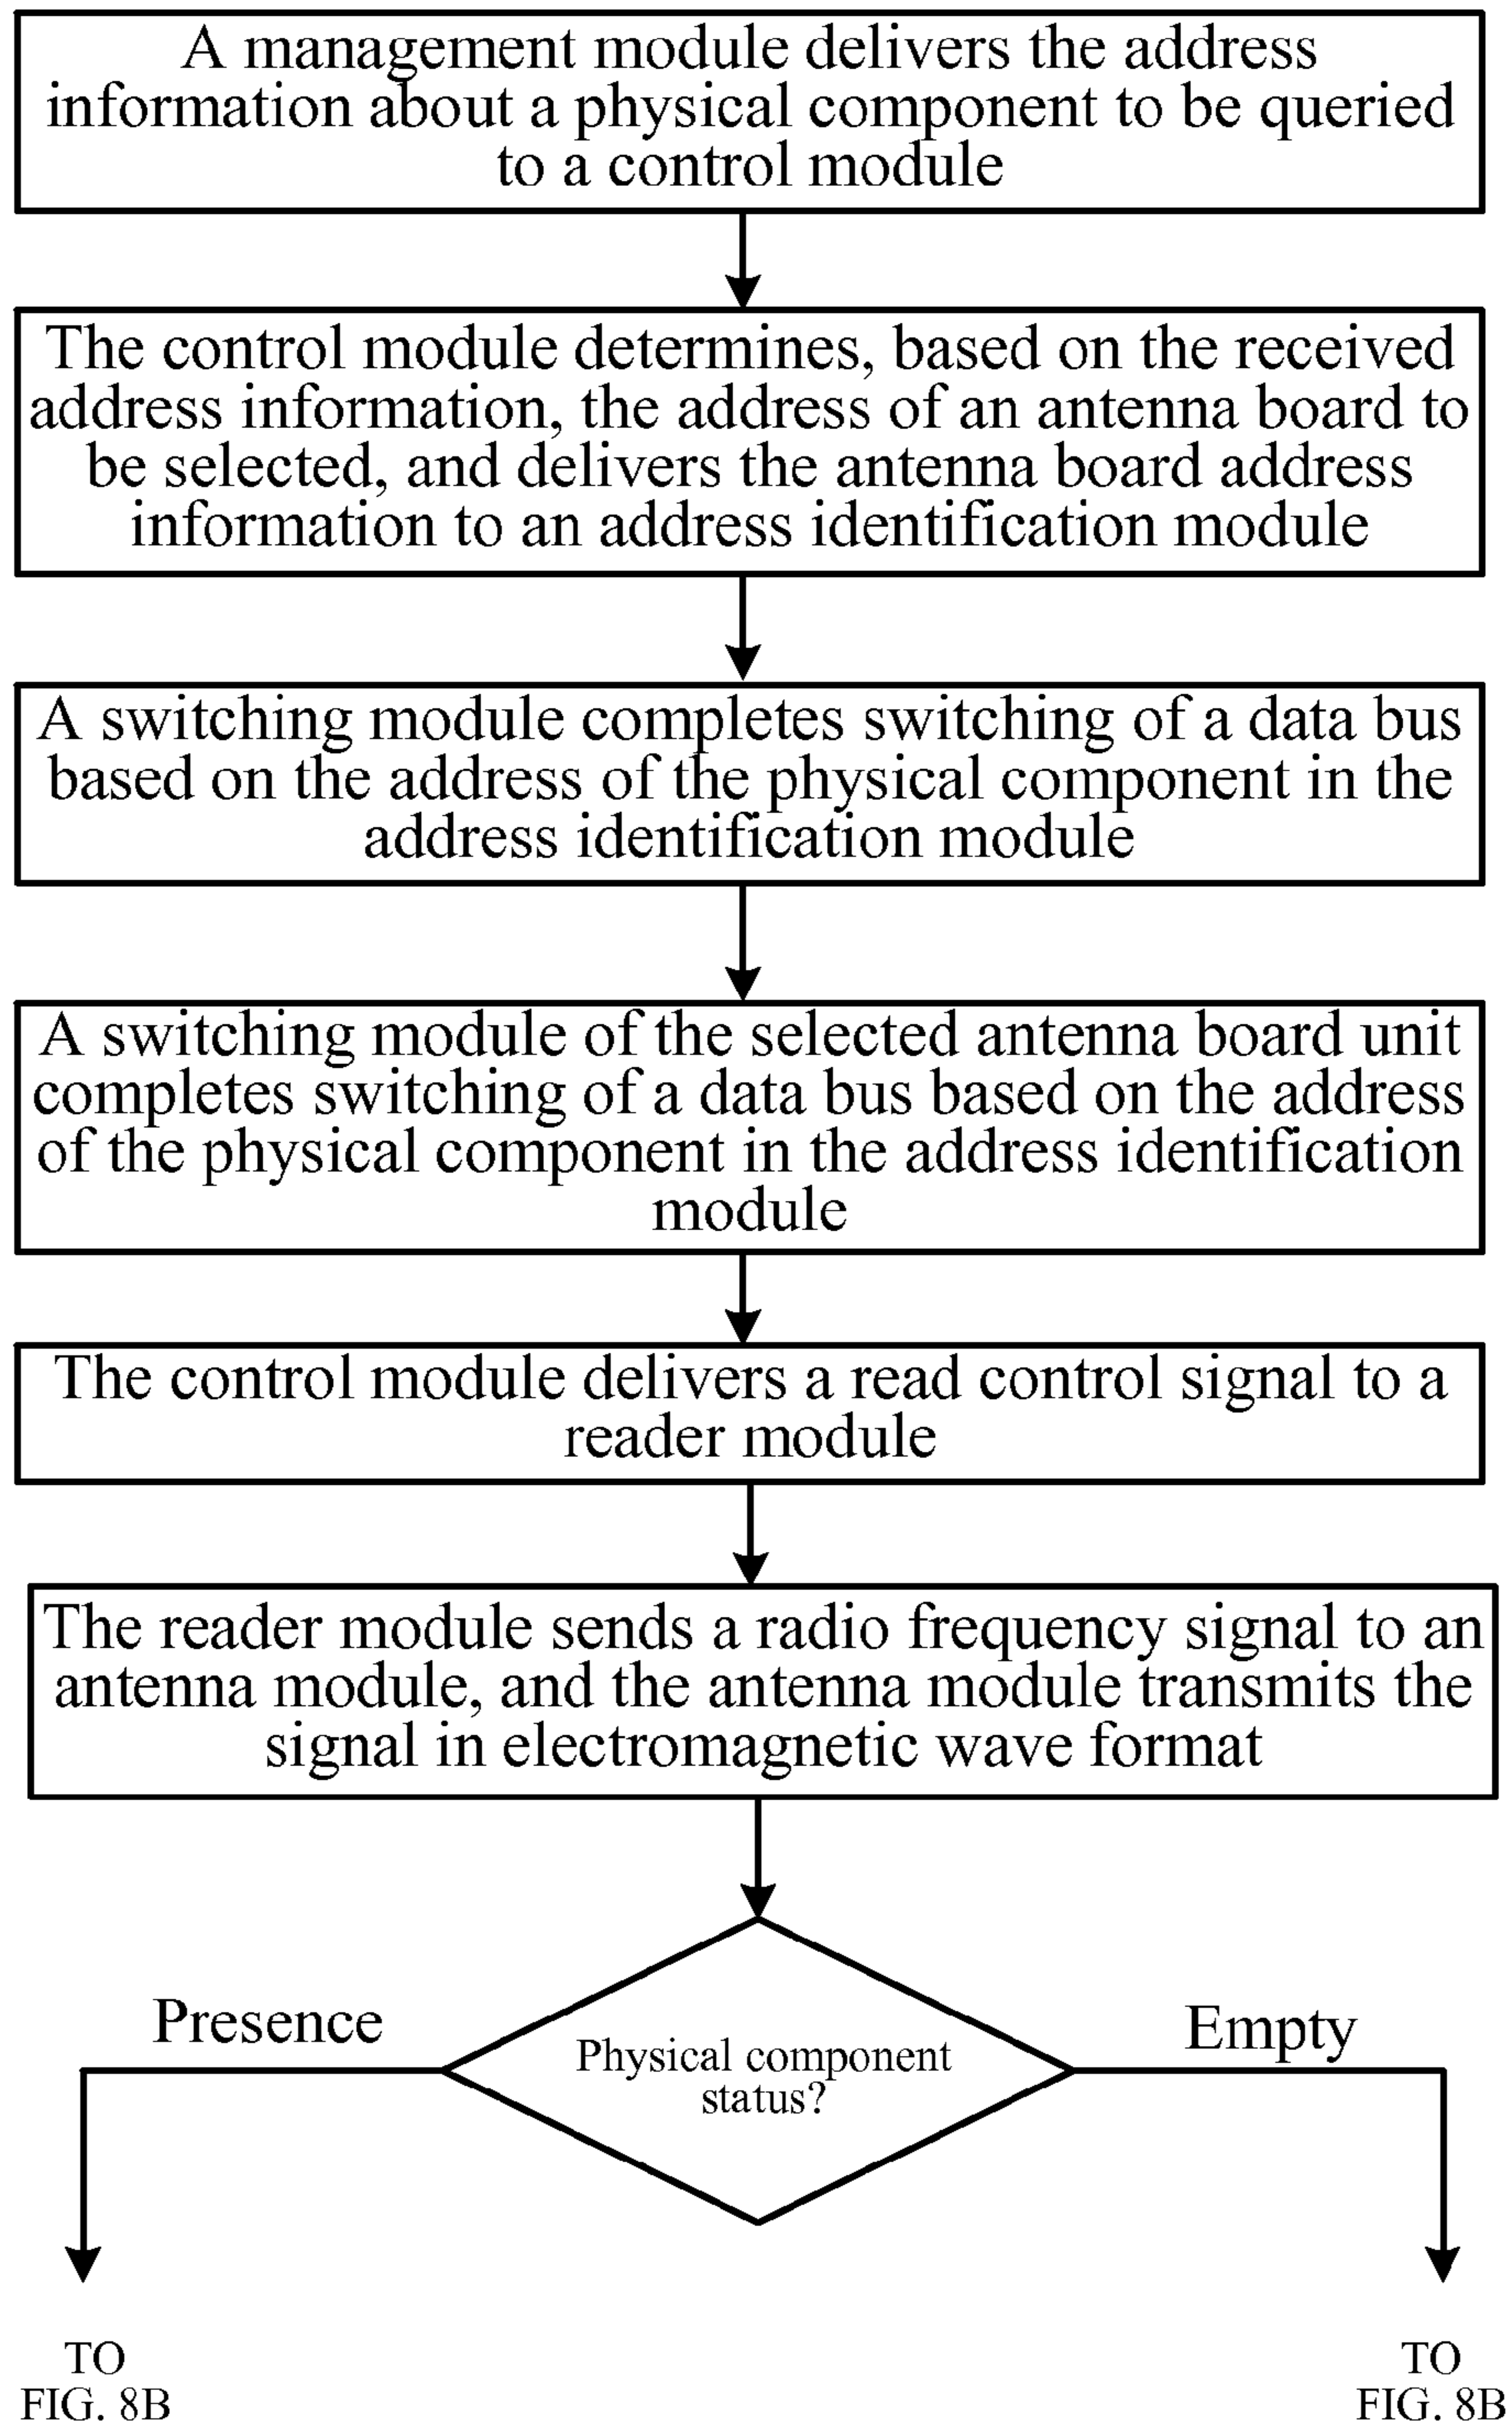 A management module delivers the address
information about a physical component to be queried
to a control module
The control module determines, based on the received
address information, the address of an antenna board to
be selected, and delivers the antenna board address
information to an address identification module
A switching module completes switching of a data bus
based on the address of the physical component in the
address identification module
A switching module of the selected antenna board unit
completes switching of a data bus based on the address
of the physical component in the address identification
module
The control module delivers a read control signal to a
reader module
The reader module sends a radio frequency signal to an
antenna module, and the antenna module transmits the
signal in electromagnetic wave format
Physical component
status?
Presence
Empty
TO
FIG. 8B
TO
FIG. 8B